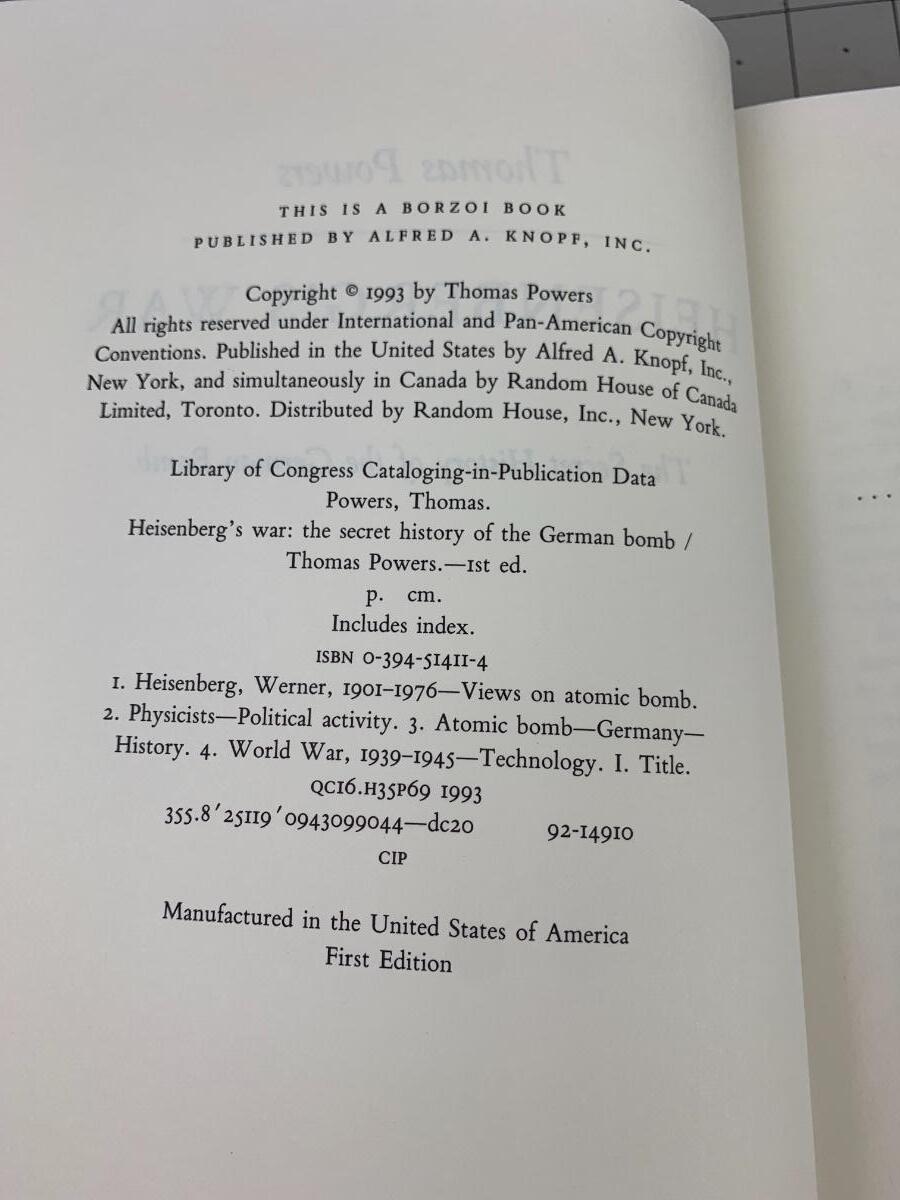 THIS IS A BORZOI BOOK
PUBLISHED BY ALFRED A. KNOPF, INC.
Copyright © 1993 by Thomas Powers
All rights reserved under International and Pan-American Copyright
Conventions. Published in the United States by Alfred A. Knopf, Inc.,
New York, and simultaneously in Canada by Random House of Canada
Limited, Toronto. Distributed by Random House, Inc., New York.
Library of Congress Cataloging-in-Publication Data
Powers, Thomas.
Heisenberg's war: the secret history of the German bomb /
Thomas Powers.—1st ed.
p. cm.
Includes index.
ISBN 0-394-51411-4
1. Heisenberg, Werner, 1901–1976—Views on atomic bomb.
2. Physicists—Political activity. 3. Atomic bomb—Germany—
History. 4. World War, 1939–1945—Technology. I. Title.
QC16.H35P69 1993
355.8'25119'0943099044—dc20 92-14910
CIP
Manufactured in the United States of America
First Edition